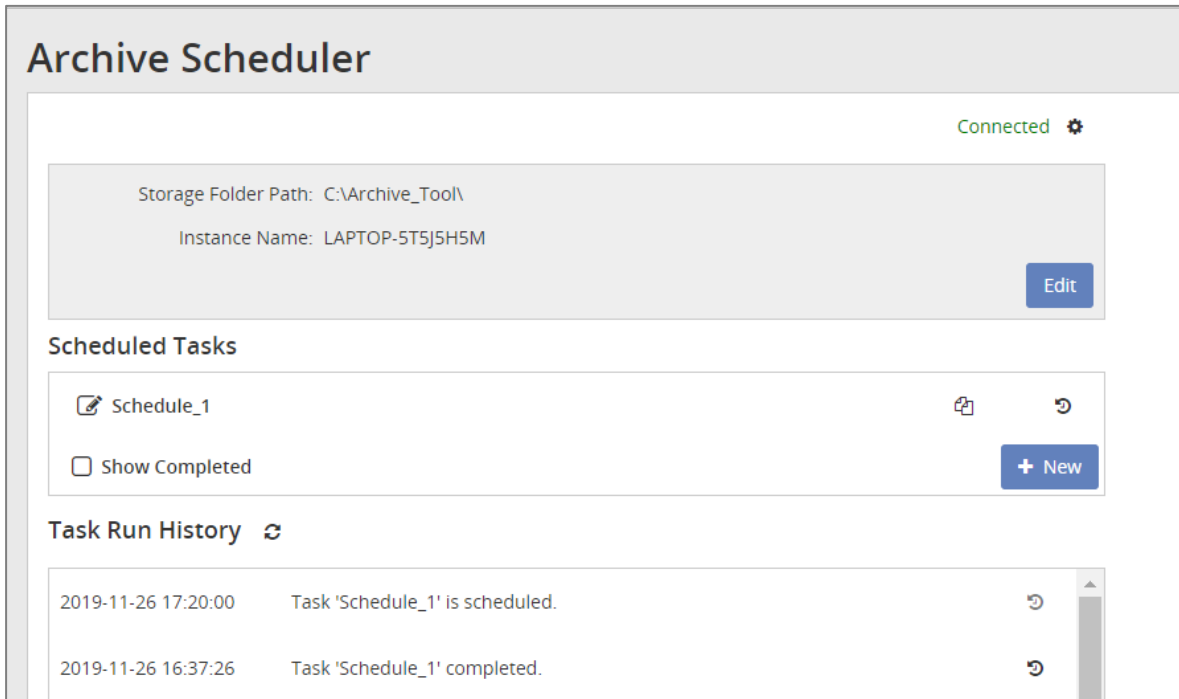 Archive Scheduler
Connected
Storage Folder Path: C:\Archive_Tool\
Instance Name: LAPTOP-5T5J5H5M
Edit
Scheduled Tasks
Schedule_1
Show Completed
+ New
Task Run History
2019-11-26 17:20:00 Task 'Schedule_1' is scheduled.
2019-11-26 16:37:26 Task 'Schedule_1' completed.